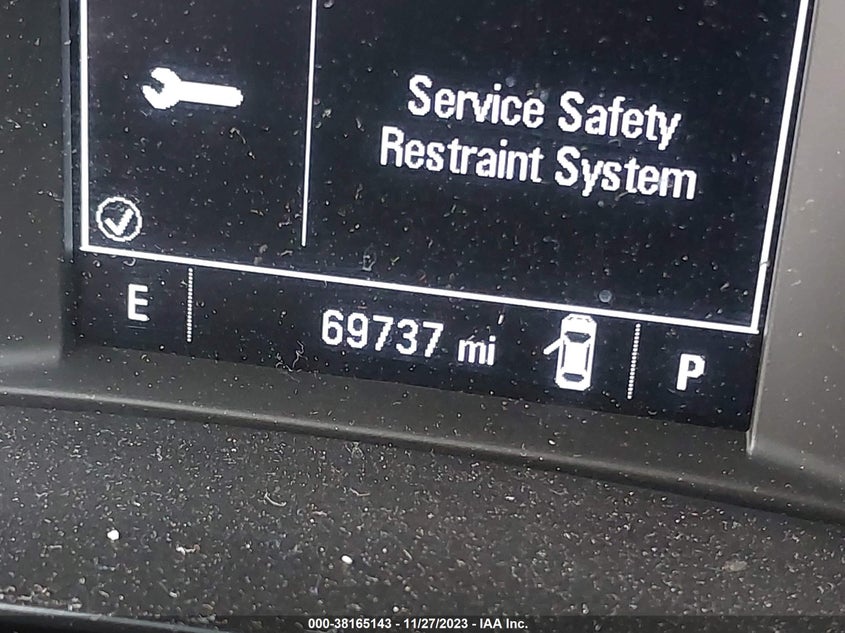 Service Safety
Restraint System
E
69737 mi
P
000-38165143 - 11/27/2023 - IAA Inc.